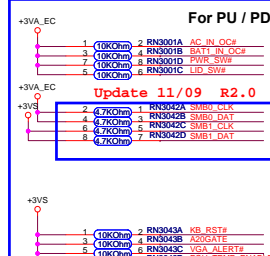 For PU / PD
+3VA_EC
1 10KOhm 2 RN3001A AC_IN_OC#
3 10KOhm 4 RN3001B BAT1_IN_OC#
7 10KOhm 8 RN3001D PWR_SW#
5 10KOhm 6 RN3001C LID_SW#
+3VA_EC
Update 11/09 R2.0
+3VS
2 4.7KOhm 1 RN3042A SMB0_CLK
4 4.7KOhm 3 RN3042B SMB0_DAT
6 4.7KOhm 5 RN3042C SMB1_CLK
8 4.7KOhm 7 RN3042D SMB1_DAT
+3VS
1 10KOhm 2 RN3043A KB_RST#
3 10KOhm 4 RN3043B A20GATE
5 10KOhm 6 RN3043C VGA_ALERT#